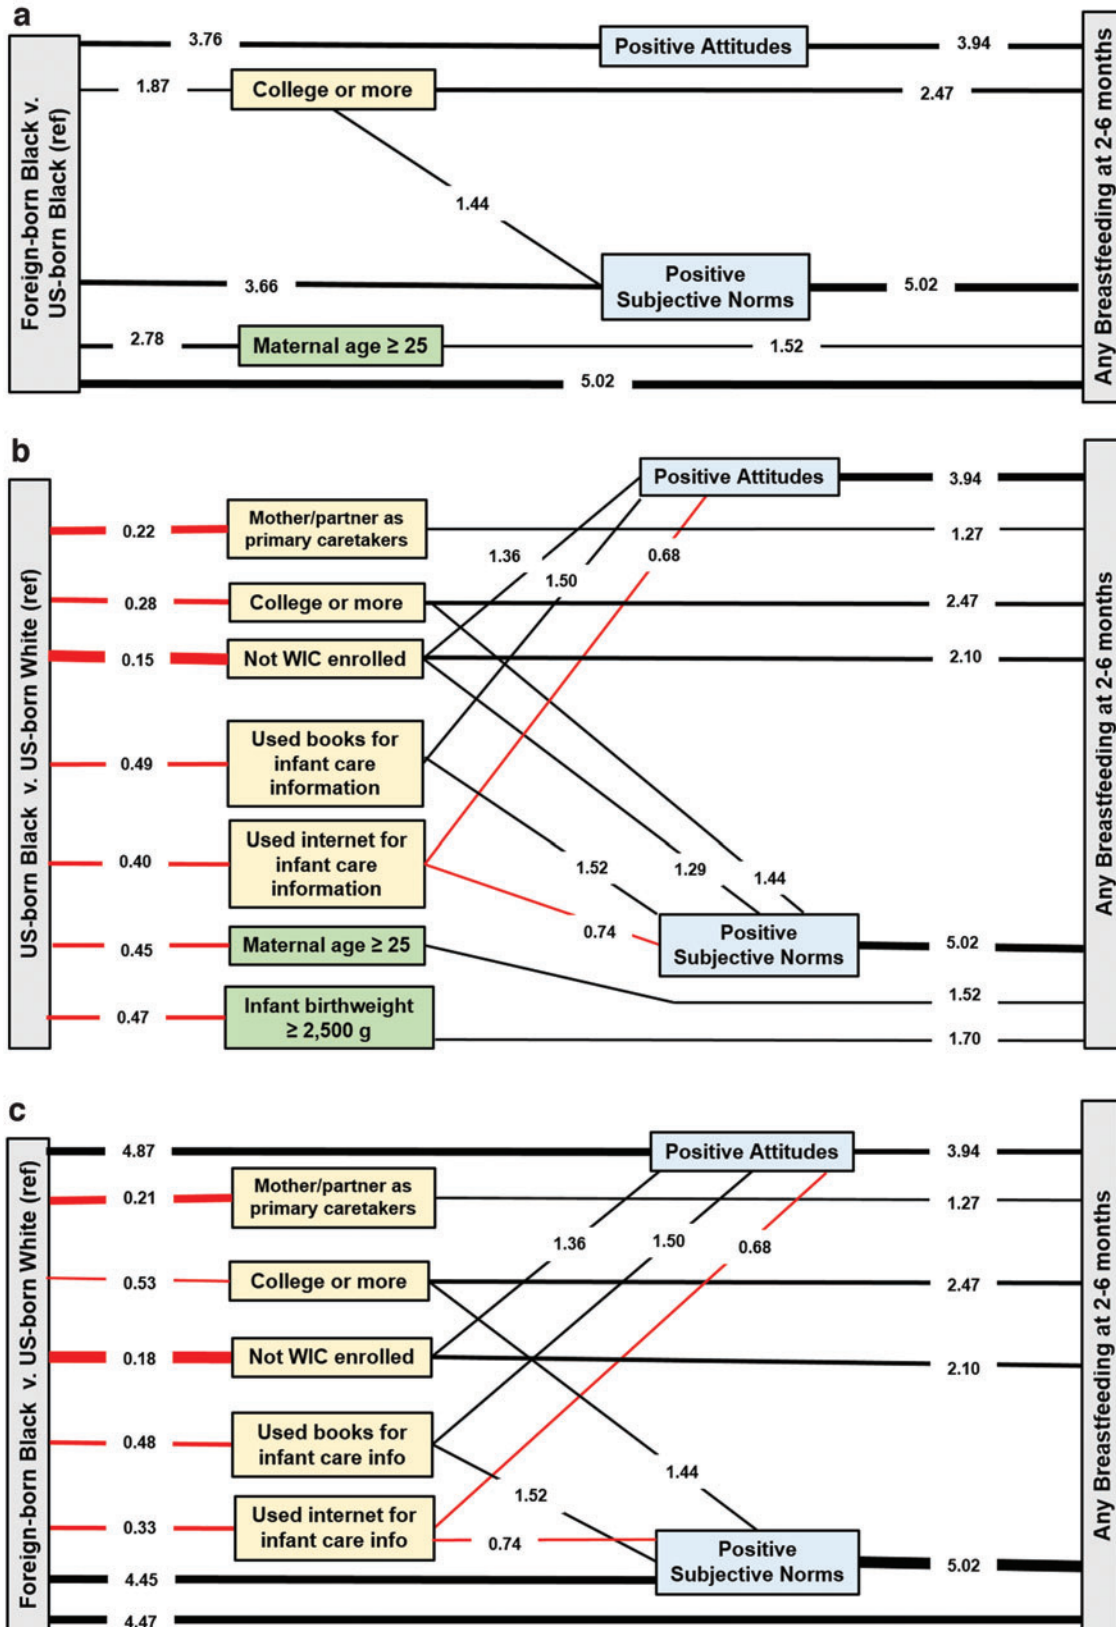 a
Foreign-born Black v.
US-born Black (ref)
3.76
Positive Attitudes
3.94
1.87
College or more
2.47
1.44
3.66
Positive
Subjective Norms
5.02
2.78
Maternal age ≥ 25
1.52
5.02
Any Breastfeeding at 2-6 months
b
US-born Black v. US-born White (ref)
Positive Attitudes
3.94
0.22
Mother/partner as
primary caretakers
1.27
1.36
0.68
1.50
0.28
College or more
2.47
0.15
Not WIC enrolled
2.10
0.49
Used books for
infant care
information
0.40
Used internet for
infant care
information
1.52
1.29
1.44
0.74
0.45
Maternal age ≥ 25
Positive
Subjective Norms
5.02
1.52
0.47
Infant birthweight
≥ 2,500 g
1.70
Any Breastfeeding at 2-6 months
c
Foreign-born Black v. US-born White (ref)
4.87
Positive Attitudes
3.94
0.21
Mother/partner as
primary caretakers
1.27
1.36
1.50
0.68
0.53
College or more
2.47
0.18
Not WIC enrolled
2.10
0.48
Used books for
infant care info
1.44
1.52
0.33
Used internet for
infant care info
0.74
Positive
Subjective Norms
5.02
4.45
4.47
Any Breastfeeding at 2-6 months